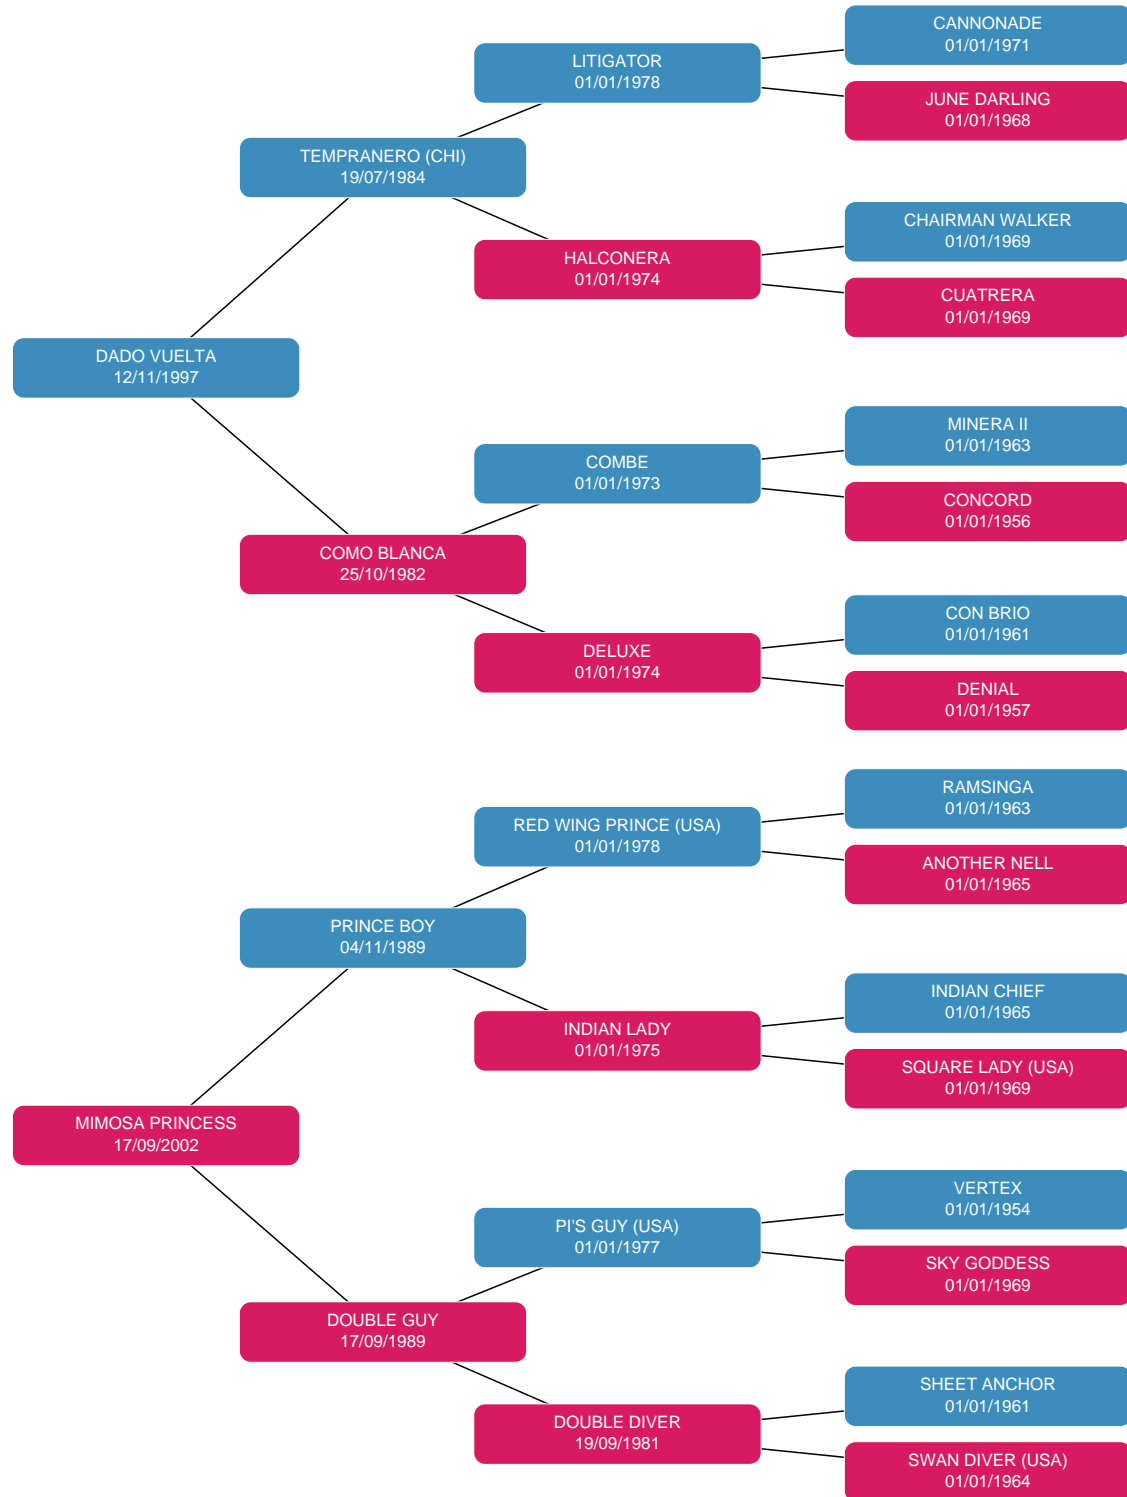 CANNONADE
01/01/1971
LITIGATOR
01/01/1978
JUNE DARLING
01/01/1968
TEMPRANERO (CHI)
19/07/1984
CHAIRMAN WALKER
01/01/1969
HALCONERA
01/01/1974
CUATRERA
01/01/1969
DADO VUELTA
12/11/1997
MINERA II
01/01/1963
COMBE
01/01/1973
CONCORD
01/01/1956
COMO BLANCA
25/10/1982
CON BRIO
01/01/1961
DELUXE
01/01/1974
DENIAL
01/01/1957
RAMSINGA
01/01/1963
RED WING PRINCE (USA)
01/01/1978
ANOTHER NELL
01/01/1965
PRINCE BOY
04/11/1989
INDIAN CHIEF
01/01/1965
INDIAN LADY
01/01/1975
SQUARE LADY (USA)
01/01/1969
MIMOSA PRINCESS
17/09/2002
VERTEX
01/01/1954
PI'S GUY (USA)
01/01/1977
SKY GODDESS
01/01/1969
DOUBLE GUY
17/09/1989
SHEET ANCHOR
01/01/1961
DOUBLE DIVER
19/09/1981
SWAN DIVER (USA)
01/01/1964